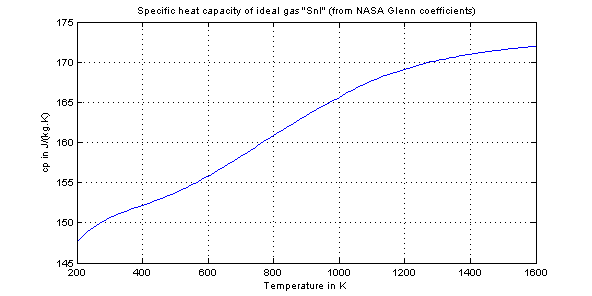 Specific heat capacity of ideal gas "SnI" (from NASA Glenn coefficients)
175
170
165
160
155
150
145
cp in J/(kg.K)
200 400 600 800 1000 1200 1400 1600
Temperature in K